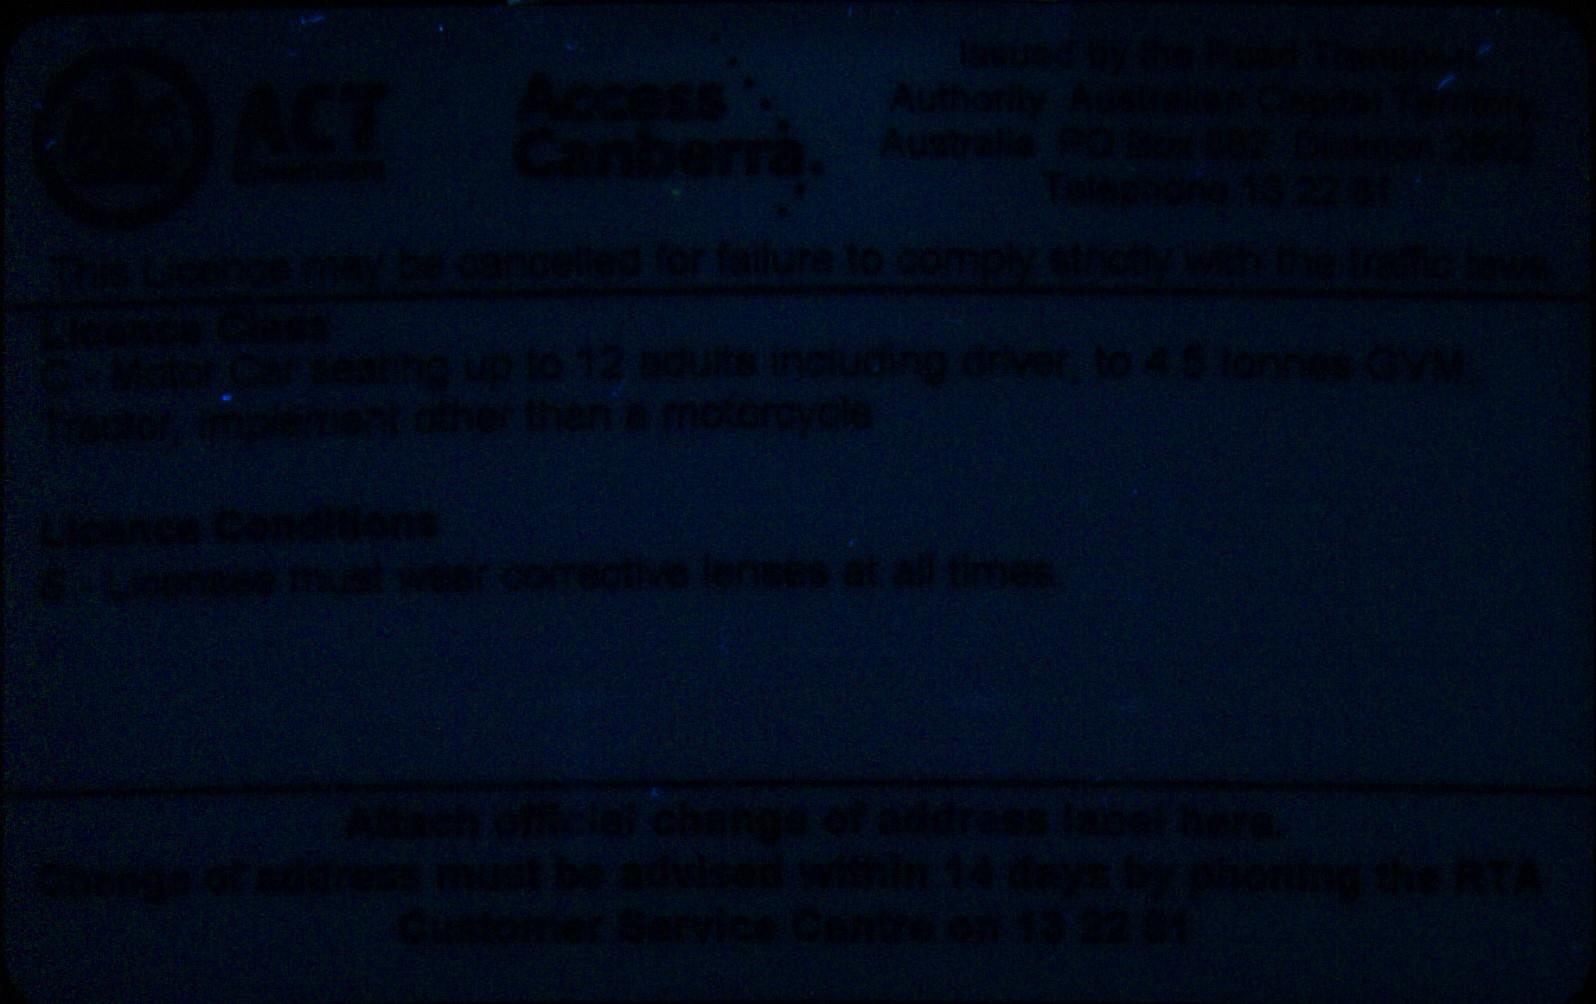 ACT
Government
Access
Canberra.
Issued by the Road Transport
Authority Australian Capital Territory,
Australia PO Box 582 Dickson 2602
Telephone 13 22 81
This Licence may be cancelled for failure to comply strictly with the traffic laws
Licence Class
C - Motor Car seating up to 12 adults including driver, to 4.5 tonnes GVM.
Tractor, implement other than a motorcycle
Licence Conditions
S - Licensee must wear corrective lenses at all times.
Attach official change of address label here.
Change of address must be advised within 14 days by phoning the RTA
Customer Service Centre on 13 22 81